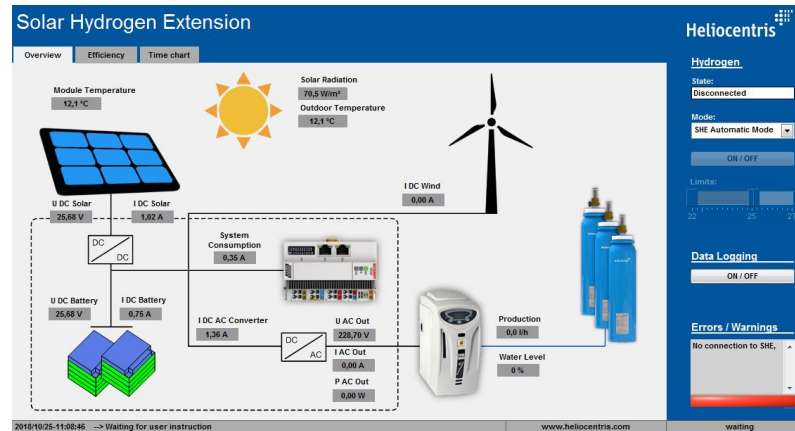 Solar Hydrogen Extension
Heliocentris
Overview
Efficiency
Time chart
Module Temperature
12,1 °C
Solar Radiation
70,5 W/m²
Outdoor Temperature
12,1 °C
I DC Wind
0,00 A
U DC Solar
25,68 V
I DC Solar
1,02 A
DC
DC
System
Consumption
0,35 A
U DC Battery
25,68 V
I DC Battery
0,75 A
I DC AC Converter
1,36 A
DC
AC
U AC Out
228,70 V
I AC Out
0,00 A
P AC Out
0,00 W
Production
0,0 l/h
Water Level
0 %
Hydrogen
State:
Disconnected
Mode:
SHE Automatic Mode
ON / OFF
Limits:
22 25 27
Data Logging
ON / OFF
Errors / Warnings
No connection to SHE,
2018/10/25-11:08:46 --> Waiting for user instruction
www.heliocentris.com
waiting